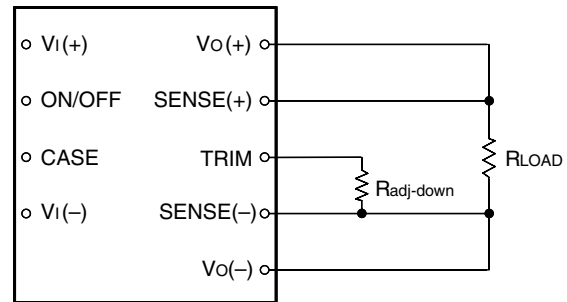 VI(+) VO(+)
ON/OFF SENSE(+)
CASE TRIM
RLOAD
Radj-down
VI(–) SENSE(–)
VO(–)